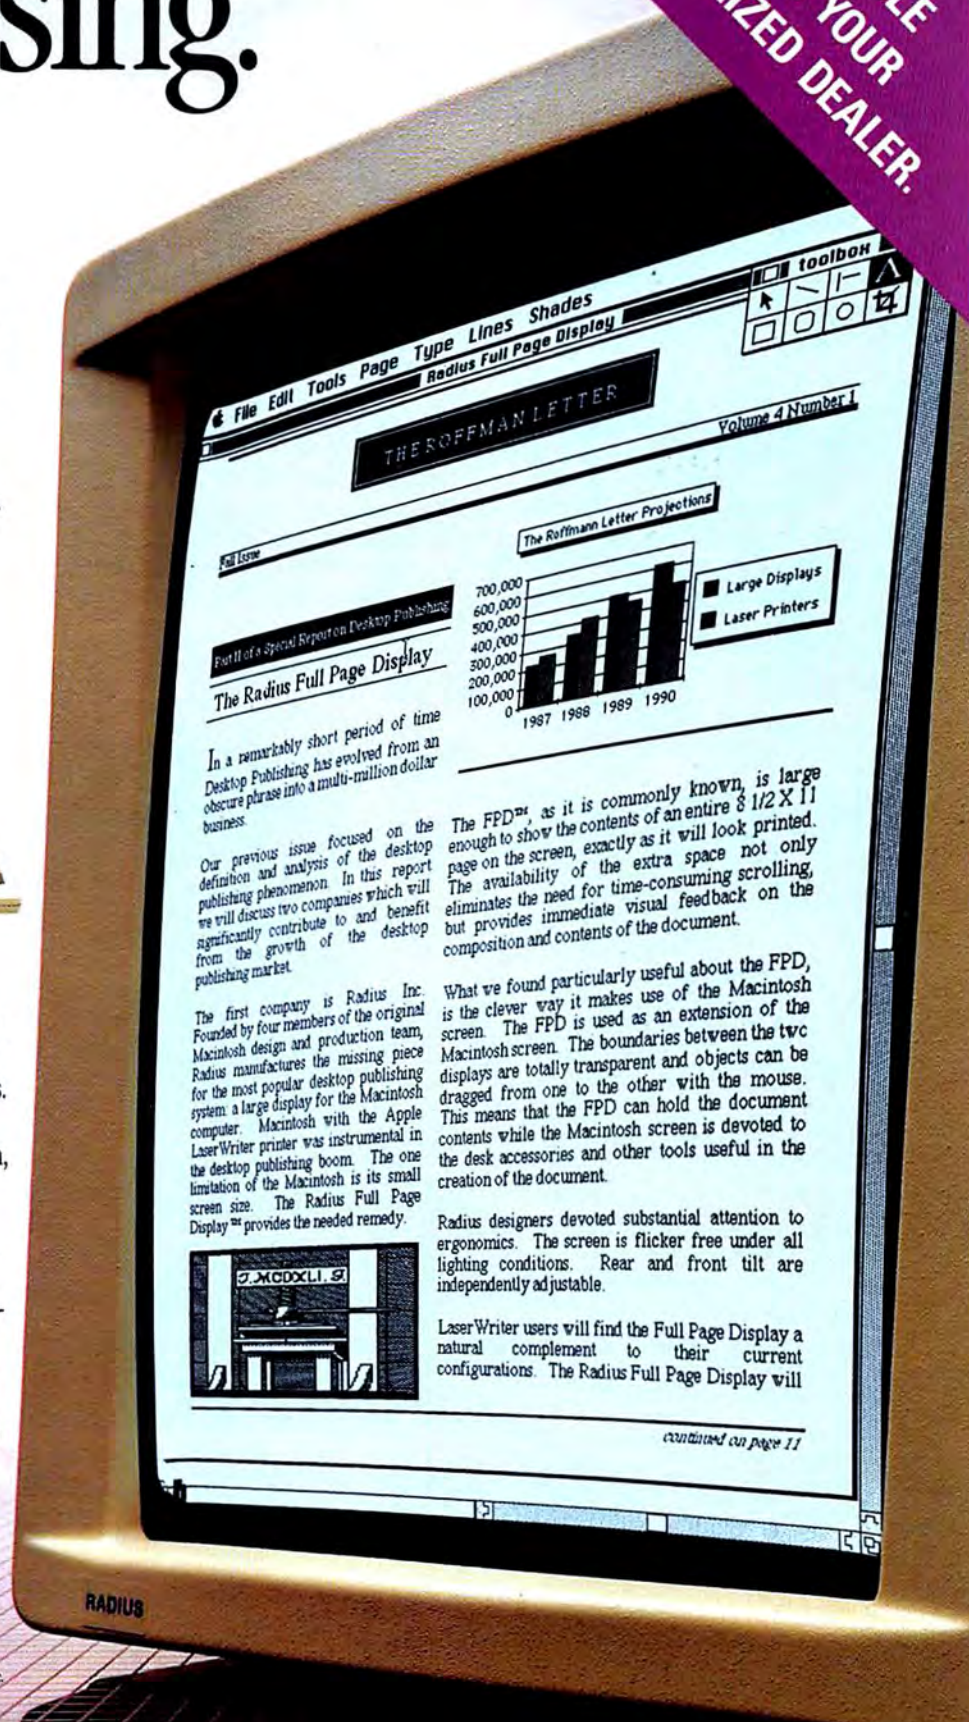 sing.
YOUR
DEALER.
toolbox
File Edit Tools Page Type Lines Shades
Radius Full Page Display
THE ROFFMAN LETTER
Volume 4 Number 1
Fall Issue
Part II of a Special Report on Desktop Publishing
The Radius Full Page Display
In a remarkably short period of time
Desktop Publishing has evolved from an
obscure phrase into a multi-million dollar
business.
Our previous issue focused on the
definition and analysis of the desktop
publishing phenomenon. In this report
we will discuss two companies which will
significantly contribute to and benefit
from the growth of the desktop
publishing market.
The first company is Radius Inc.
Founded by four members of the original
Macintosh design and production team,
Radius manufactures the missing piece
for the most popular desktop publishing
system: a large display for the Macintosh
computer. Macintosh with the Apple
LaserWriter printer was instrumental in
the desktop publishing boom. The one
limitation of the Macintosh is its small
screen size. The Radius Full Page
Display™ provides the needed remedy.
J. MCDXLI. G.
The Roffmann Letter Projections
700,000
600,000
500,000
400,000
300,000
200,000
100,000
0
1987 1988 1989 1990
Large Displays
Laser Printers
The FPD™, as it is commonly known, is large
enough to show the contents of an entire 8 1/2 X 11
page on the screen, exactly as it will look printed.
The availability of the extra space not only
eliminates the need for time-consuming scrolling,
but provides immediate visual feedback on the
composition and contents of the document.
What we found particularly useful about the FPD,
is the clever way it makes use of the Macintosh
screen. The FPD is used as an extension of the
Macintosh screen. The boundaries between the two
displays are totally transparent and objects can be
dragged from one to the other with the mouse.
This means that the FPD can hold the document
contents while the Macintosh screen is devoted to
the desk accessories and other tools useful in the
creation of the document.
Radius designers devoted substantial attention to
ergonomics. The screen is flicker free under all
lighting conditions. Rear and front tilt are
independently adjustable.
LaserWriter users will find the Full Page Display a
natural complement to their current
configurations. The Radius Full Page Display will
continued on page 11
RADIUS